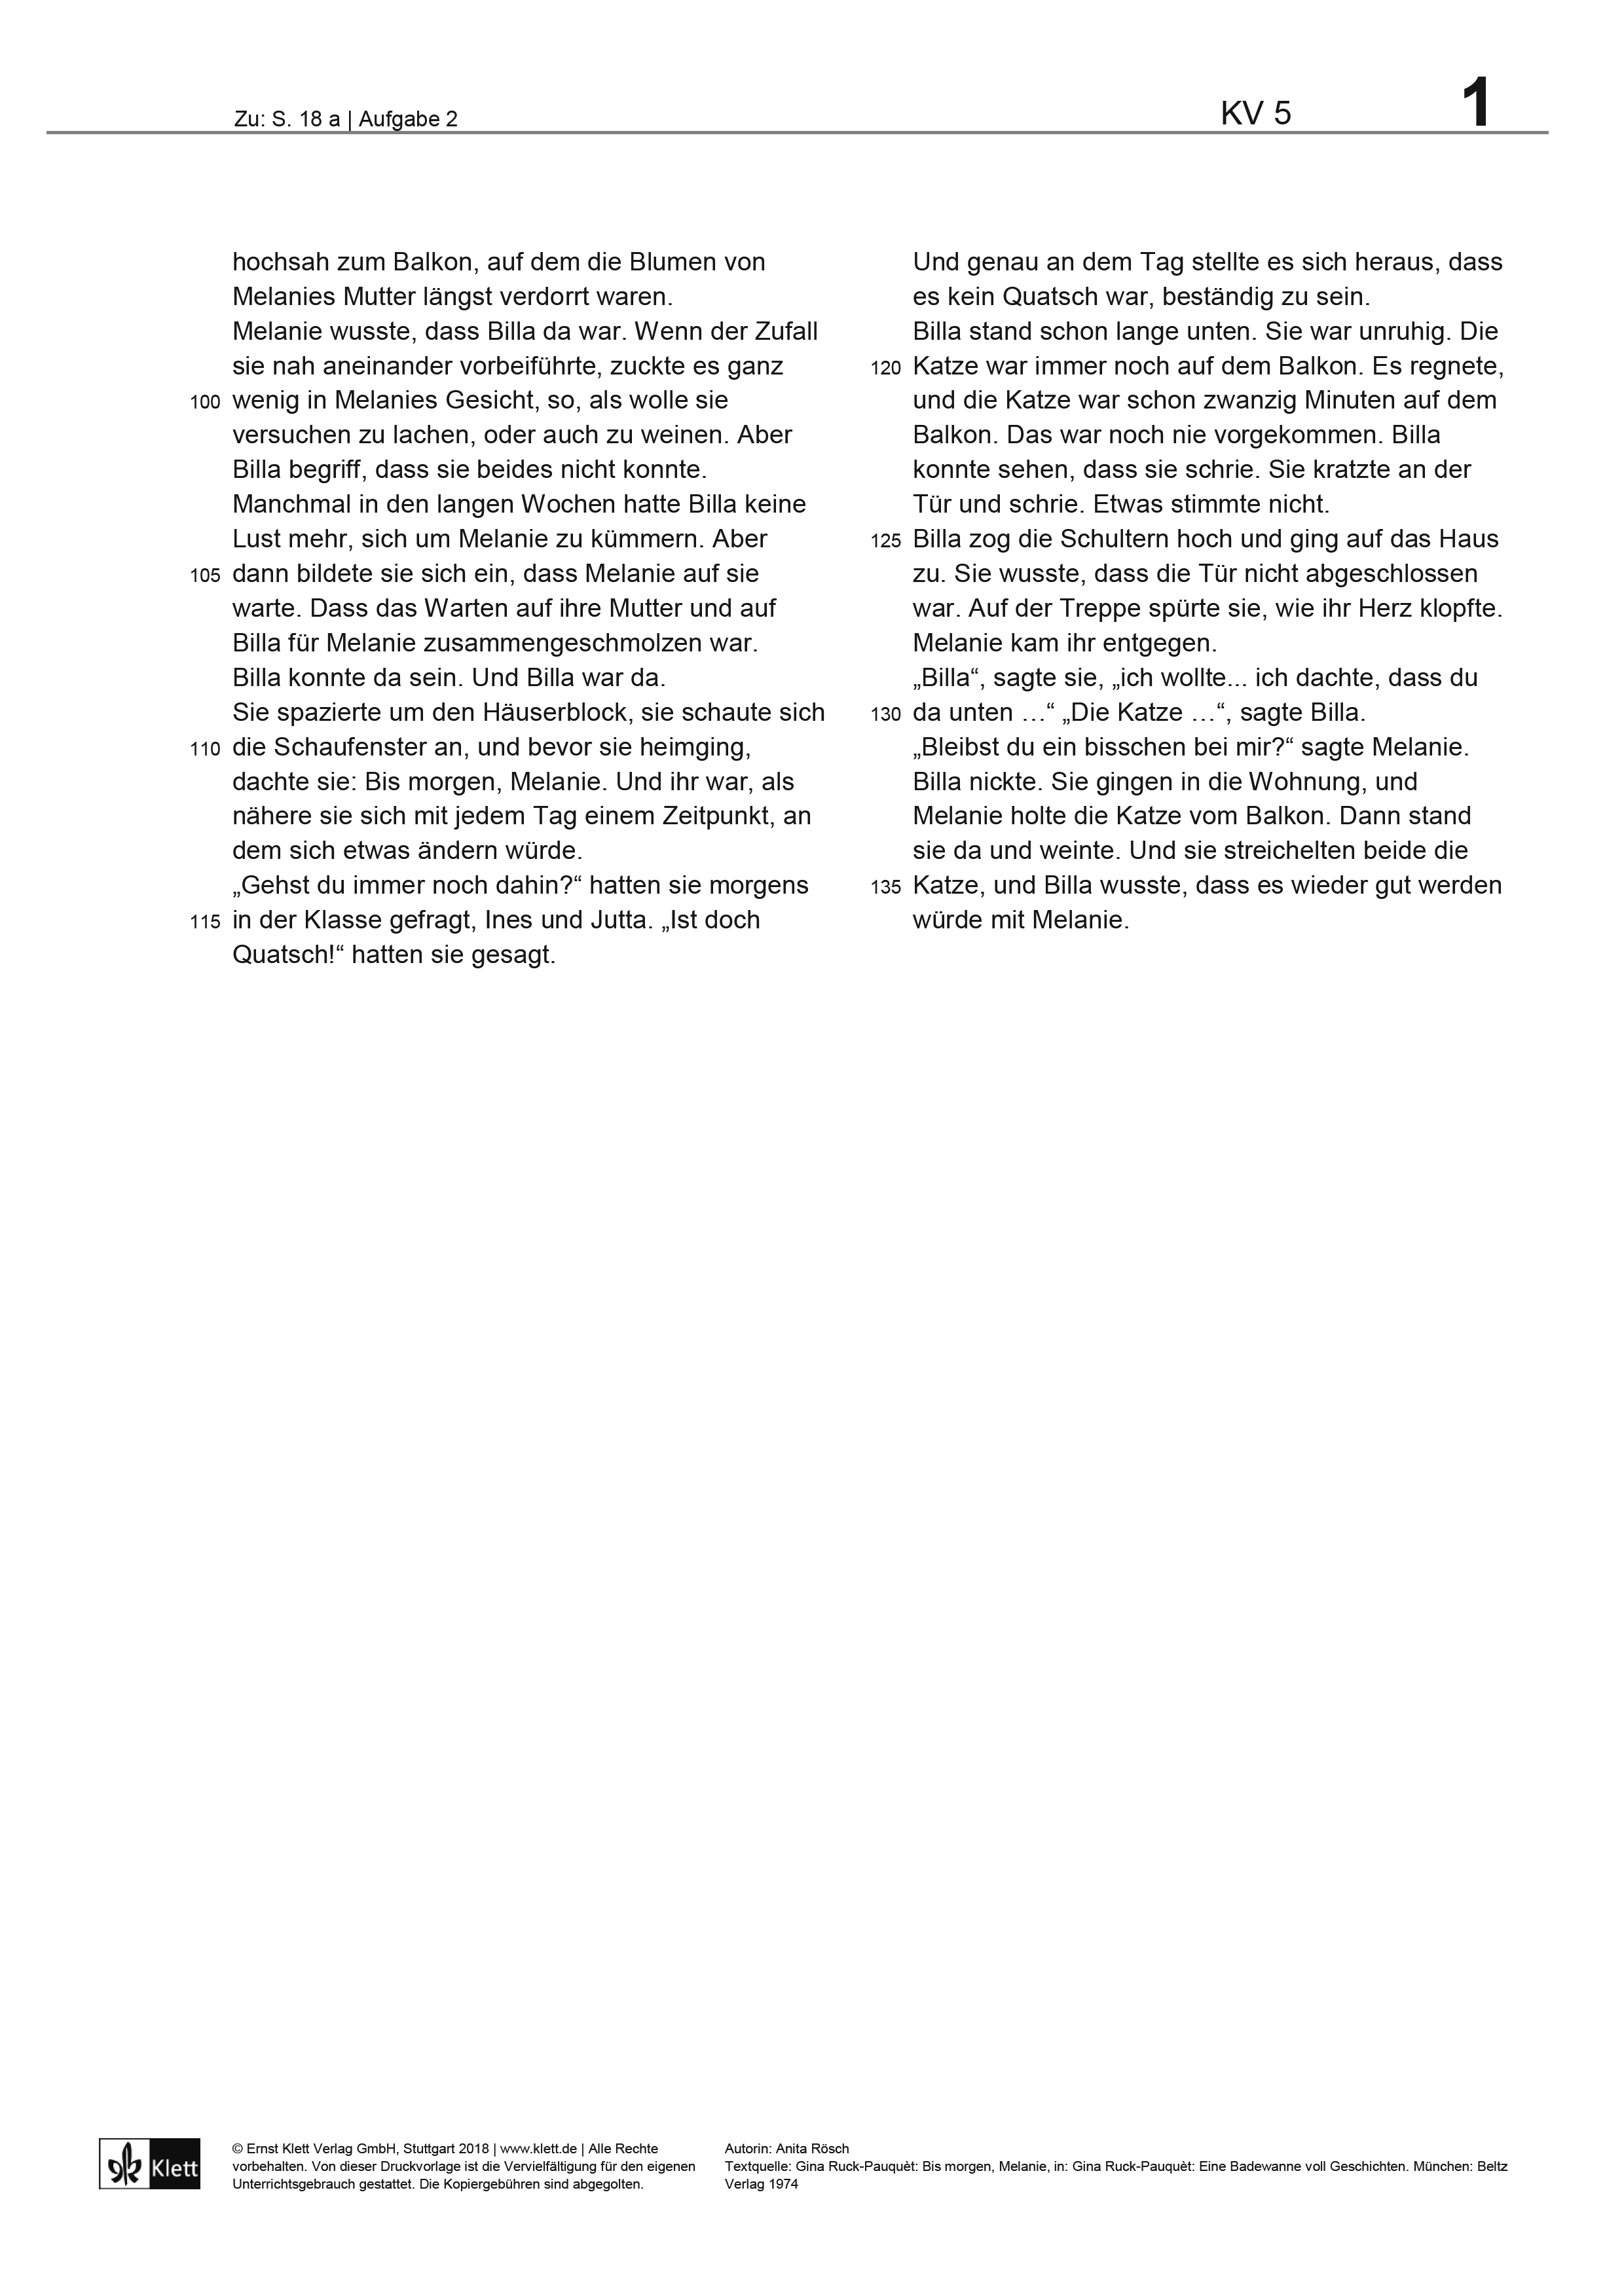 Zu: S. 18 a | Aufgabe 2
KV 5
1
hochsah zum Balkon, auf dem die Blumen von
Melanies Mutter längst verdorrt waren.
Melanie wusste, dass Billa da war. Wenn der Zufall
sie nah aneinander vorbeiführte, zuckte es ganz
100 wenig in Melanies Gesicht, so, als wolle sie
versuchen zu lachen, oder auch zu weinen. Aber
Billa begriff, dass sie beides nicht konnte.
Manchmal in den langen Wochen hatte Billa keine
Lust mehr, sich um Melanie zu kümmern. Aber
105 dann bildete sie sich ein, dass Melanie auf sie
warte. Dass das Warten auf ihre Mutter und auf
Billa für Melanie zusammengeschmolzen war.
Billa konnte da sein. Und Billa war da.
Sie spazierte um den Häuserblock, sie schaute sich
110 die Schaufenster an, und bevor sie heimging,
dachte sie: Bis morgen, Melanie. Und ihr war, als
nähere sie sich mit jedem Tag einem Zeitpunkt, an
dem sich etwas ändern würde.
„Gehst du immer noch dahin?“ hatten sie morgens
115 in der Klasse gefragt, Ines und Jutta. „Ist doch
Quatsch!“ hatten sie gesagt.
Und genau an dem Tag stellte es sich heraus, dass
es kein Quatsch war, beständig zu sein.
Billa stand schon lange unten. Sie war unruhig. Die
120 Katze war immer noch auf dem Balkon. Es regnete,
und die Katze war schon zwanzig Minuten auf dem
Balkon. Das war noch nie vorgekommen. Billa
konnte sehen, dass sie schrie. Sie kratzte an der
Tür und schrie. Etwas stimmte nicht.
125 Billa zog die Schultern hoch und ging auf das Haus
zu. Sie wusste, dass die Tür nicht abgeschlossen
war. Auf der Treppe spürte sie, wie ihr Herz klopfte.
Melanie kam ihr entgegen.
„Billa“, sagte sie, „ich wollte... ich dachte, dass du
130 da unten …“ „Die Katze …“, sagte Billa.
„Bleibst du ein bisschen bei mir?“ sagte Melanie.
Billa nickte. Sie gingen in die Wohnung, und
Melanie holte die Katze vom Balkon. Dann stand
sie da und weinte. Und sie streichelten beide die
135 Katze, und Billa wusste, dass es wieder gut werden
würde mit Melanie.
Klett
© Ernst Klett Verlag GmbH, Stuttgart 2018 | www.klett.de | Alle Rechte
vorbehalten. Von dieser Druckvorlage ist die Vervielfältigung für den eigenen
Unterrichtsgebrauch gestattet. Die Kopiergebühren sind abgegolten.
Autorin: Anita Rösch
Textquelle: Gina Ruck-Pauquèt: Bis morgen, Melanie, in: Gina Ruck-Pauquèt: Eine Badewanne voll Geschichten. München: Beltz
Verlag 1974